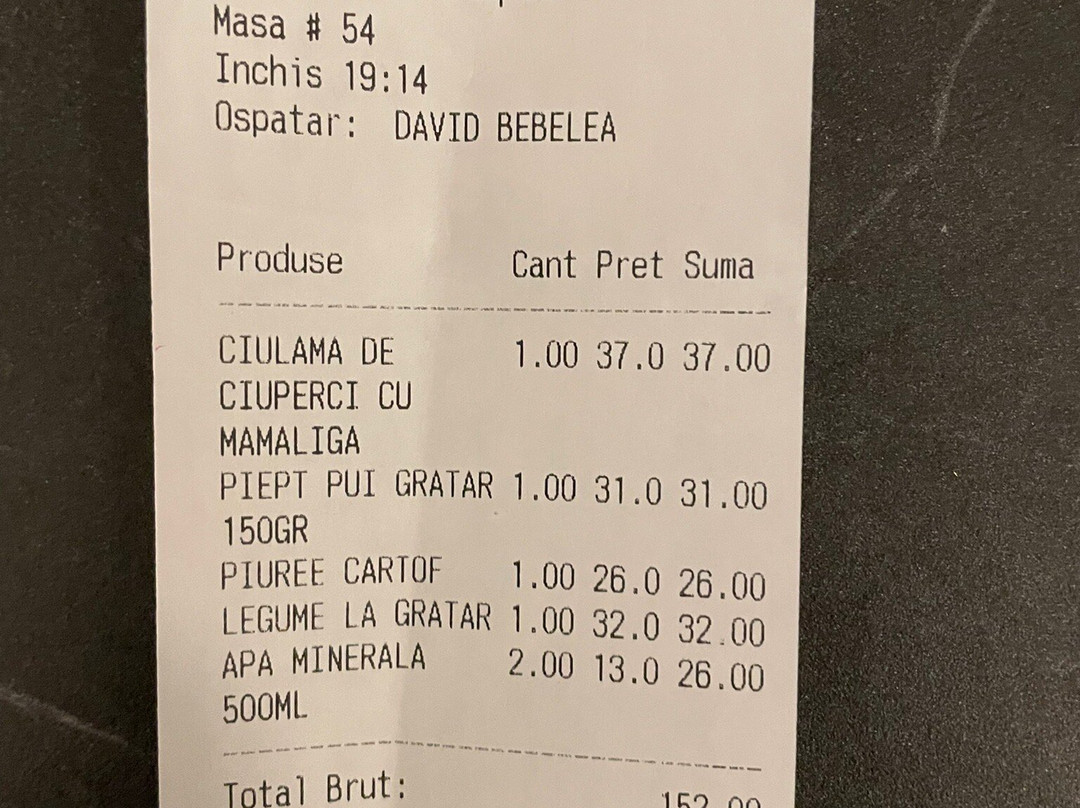 Masa # 54
Inchis 19:14
Ospatar: DAVID BEBELEA
Produse Cant Pret Suma
CIULAMA DE 1.00 37.0 37.00
CIUPERCI CU
MAMALIGA
PIEPT PUI GRATAR 1.00 31.0 31.00
150GR
PIUREE CARTOF 1.00 26.0 26.00
LEGUME LA GRATAR 1.00 32.0 32.00
APA MINERALA 2.00 13.0 26.00
500ML
Total Brut: 152.00